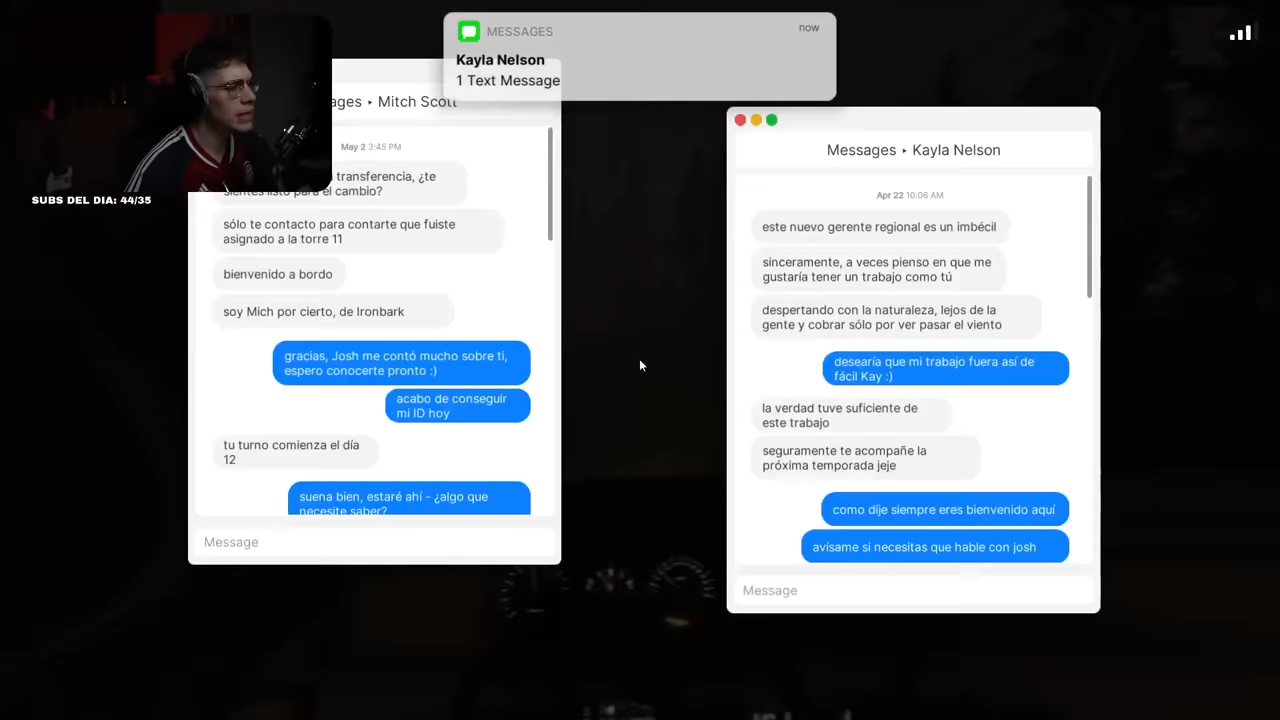 MESSAGES
now
Kayla Nelson
1 Text Message
ages ‣ Mitch Scott
May 2 3:45 PM
transferencia, ¿te
sientes listo para el cambio?
sólo te contacto para contarte que fuiste
asignado a la torre 11
bienvenido a bordo
soy Mich por cierto, de Ironbark
gracias, Josh me contó mucho sobre ti,
espero conocerte pronto :)
acabo de conseguir
mi ID hoy
tu turno comienza el día
12
suena bien, estaré ahí - ¿algo que
necesite saber?
Message
SUBS DEL DIA: 44/35
Messages ‣ Kayla Nelson
Apr 22 10:06 AM
este nuevo gerente regional es un imbécil
sinceramente, a veces pienso en que me
gustaría tener un trabajo como tú
despertando con la naturaleza, lejos de la
gente y cobrar sólo por ver pasar el viento
desearía que mi trabajo fuera así de
fácil Kay :)
la verdad tuve suficiente de
este trabajo
seguramente te acompañe la
próxima temporada jeje
como dije siempre eres bienvenido aquí
avísame si necesitas que hable con josh
Message